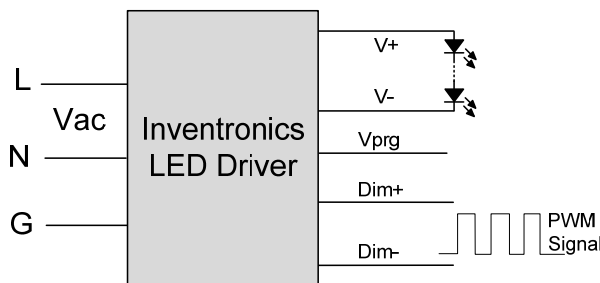 L
Vac
N
G
Inventronics
LED Driver
V+
V-
Vprg
Dim+
Dim-
PWM
Signal